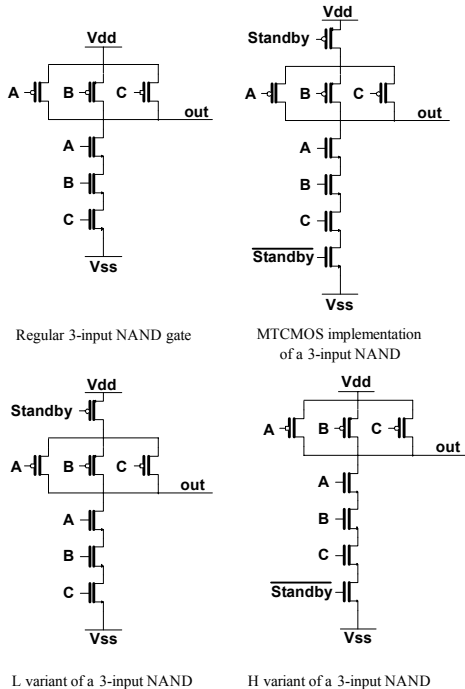 Vdd
A
B
C
out
A
B
C
Vss
Regular 3-input NAND gate
Vdd
Standby
A
B
C
out
A
B
C
Standby
Vss
MTCMOS implementation
of a 3-input NAND
Vdd
Standby
A
B
C
out
A
B
C
Vss
L variant of a 3-input NAND
Vdd
A
B
C
out
A
B
C
Standby
Vss
H variant of a 3-input NAND